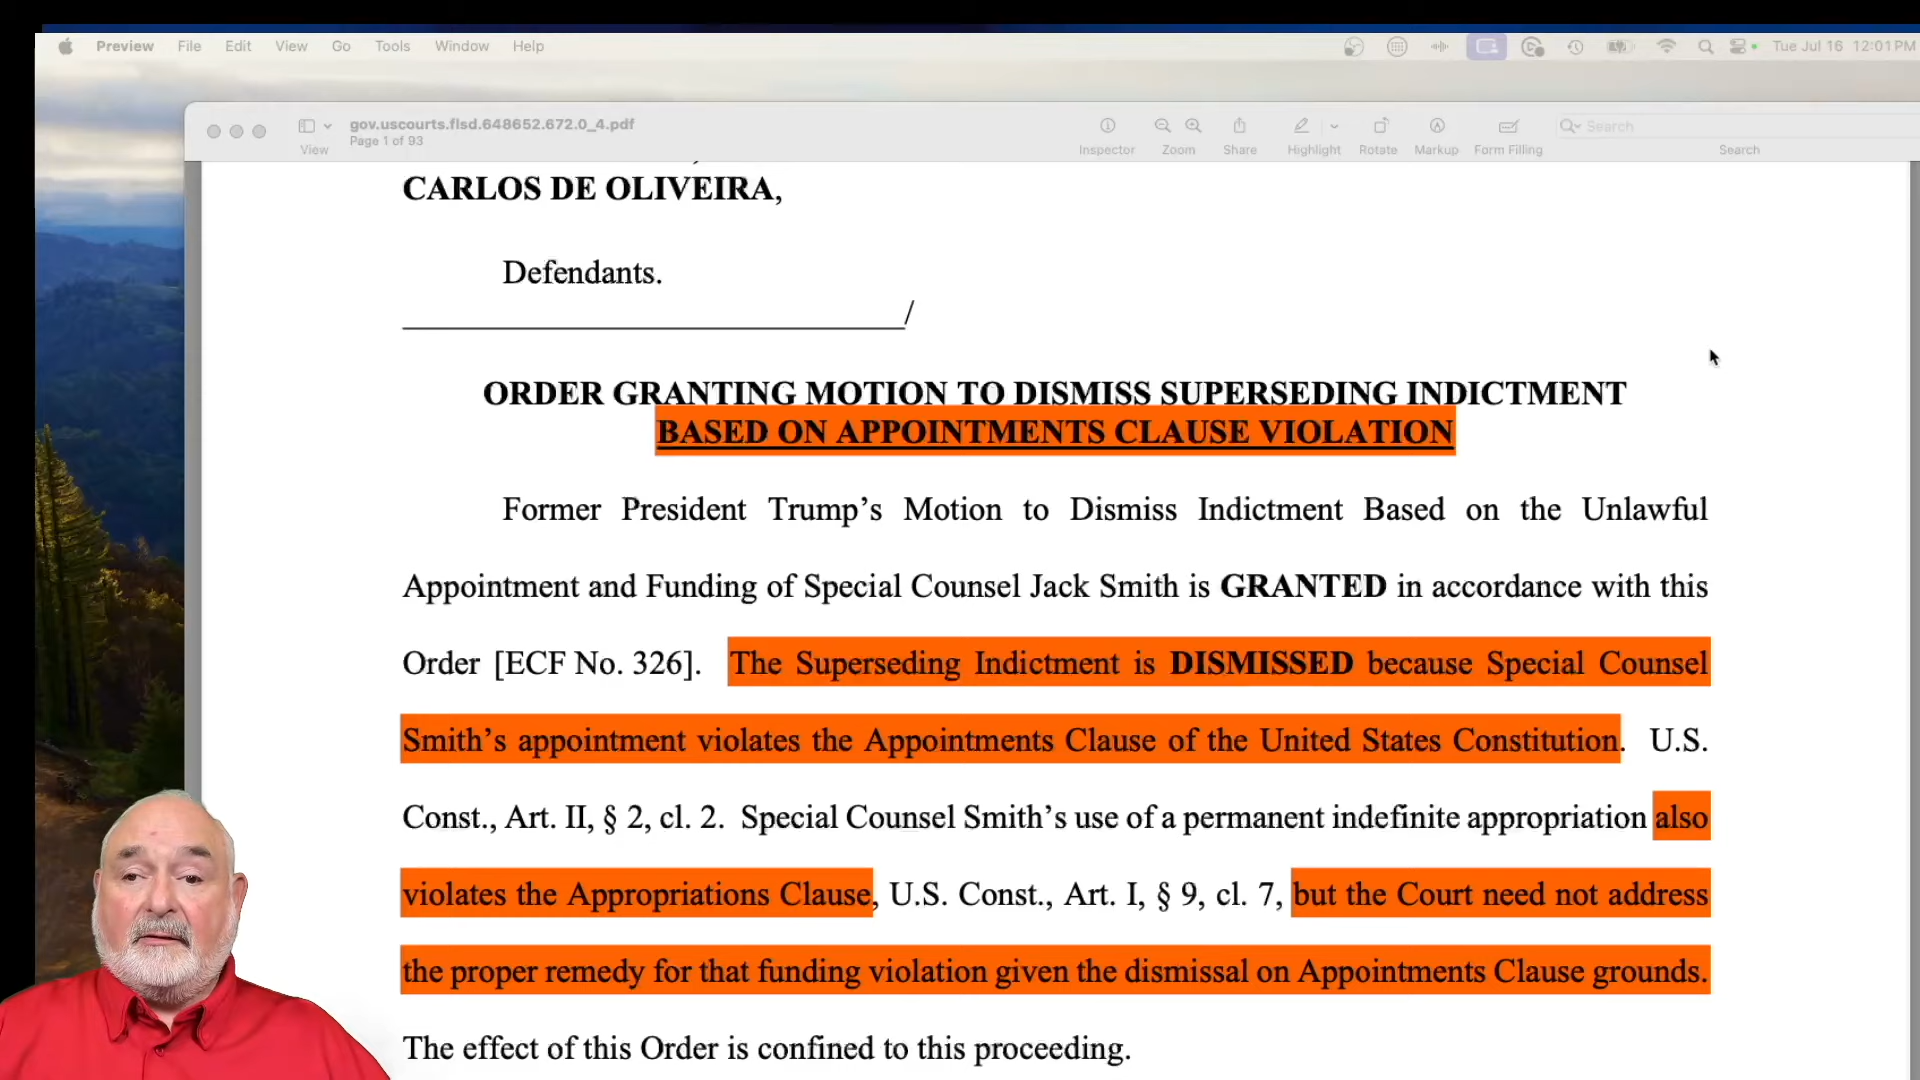 Preview File Edit View Go Tools Window Help Tue Jul 16 12:01PM
gov.uscourts.flsd.648652.672.0_4.pdf
Page 1 of 93
Search
View Inspector Zoom Share Highlight Rotate Markup Form Filling Search
CARLOS DE OLIVEIRA,
Defendants.
/
ORDER GRANTING MOTION TO DISMISS SUPERSEDING INDICTMENT
BASED ON APPOINTMENTS CLAUSE VIOLATION
Former President Trump’s Motion to Dismiss Indictment Based on the Unlawful
Appointment and Funding of Special Counsel Jack Smith is GRANTED in accordance with this
Order [ECF No. 326]. The Superseding Indictment is DISMISSED because Special Counsel
Smith’s appointment violates the Appointments Clause of the United States Constitution. U.S.
Const., Art. II, § 2, cl. 2. Special Counsel Smith’s use of a permanent indefinite appropriation also
violates the Appropriations Clause, U.S. Const., Art. I, § 9, cl. 7, but the Court need not address
the proper remedy for that funding violation given the dismissal on Appointments Clause grounds.
The effect of this Order is confined to this proceeding.